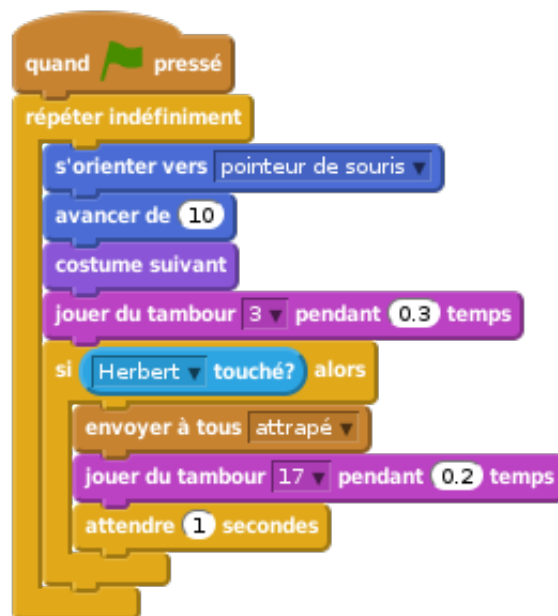 quand pressé
répéter indéfiniment
s'orienter vers pointeur de souris
avancer de 10
costume suivant
jouer du tambour 3 pendant 0.3 temps
si Herbert touché? alors
envoyer à tous attrapé
jouer du tambour 17 pendant 0.2 temps
attendre 1 secondes